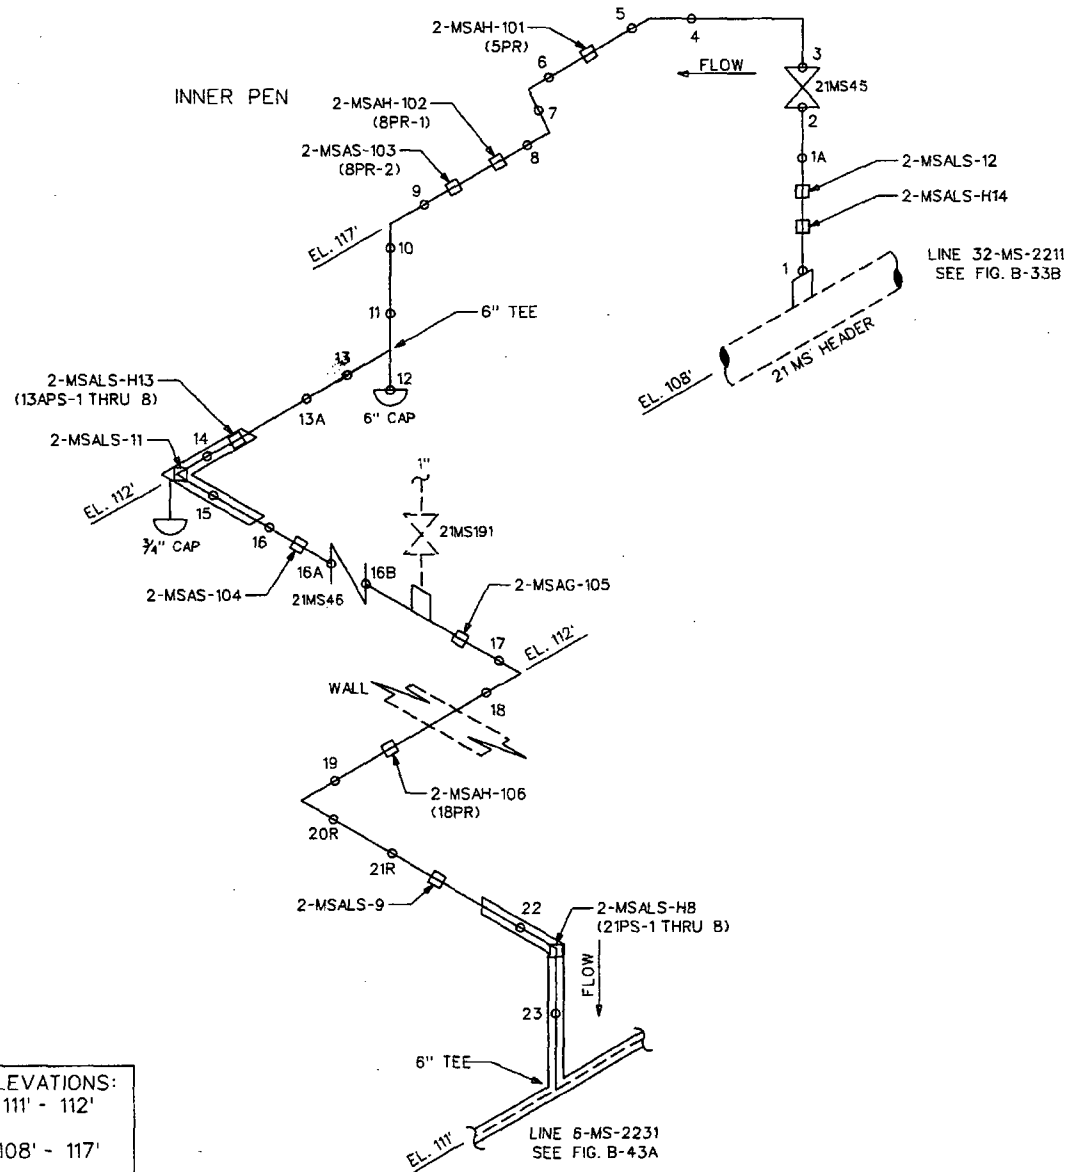 5
2-MSAH-101
(5PR)
4
3
FLOW
6
21MS45
INNER PEN
2-MSAH-102
(8PR-1)
7
2
2-MSAS-103
(8PR-2)
8
1A
2-MSALS-12
9
2-MSALS-H14
EL. 117'
10
LINE 32-MS-2211
SEE FIG. B-33B
1
11
6" TEE
21 MS HEADER
13
12
EL. 108'
2-MSALS-H13
(13APS-1 THRU 8)
13A
6" CAP
14
2-MSALS-11
1"
EL. 112'
15
21MS191
16
3/4" CAP
16A
16B
2-MSAG-105
2-MSAS-104
21MS46
17
EL. 112'
WALL
18
19
2-MSAH-106
(18PR)
20R
21R
2-MSALS-9
22
2-MSALS-H8
(21PS-1 THRU 8)
FLOW
23
6" TEE
LEVATIONS:
111' - 112'
108' - 117'
LINE 6-MS-2231
SEE FIG. B-43A
EL. 111'